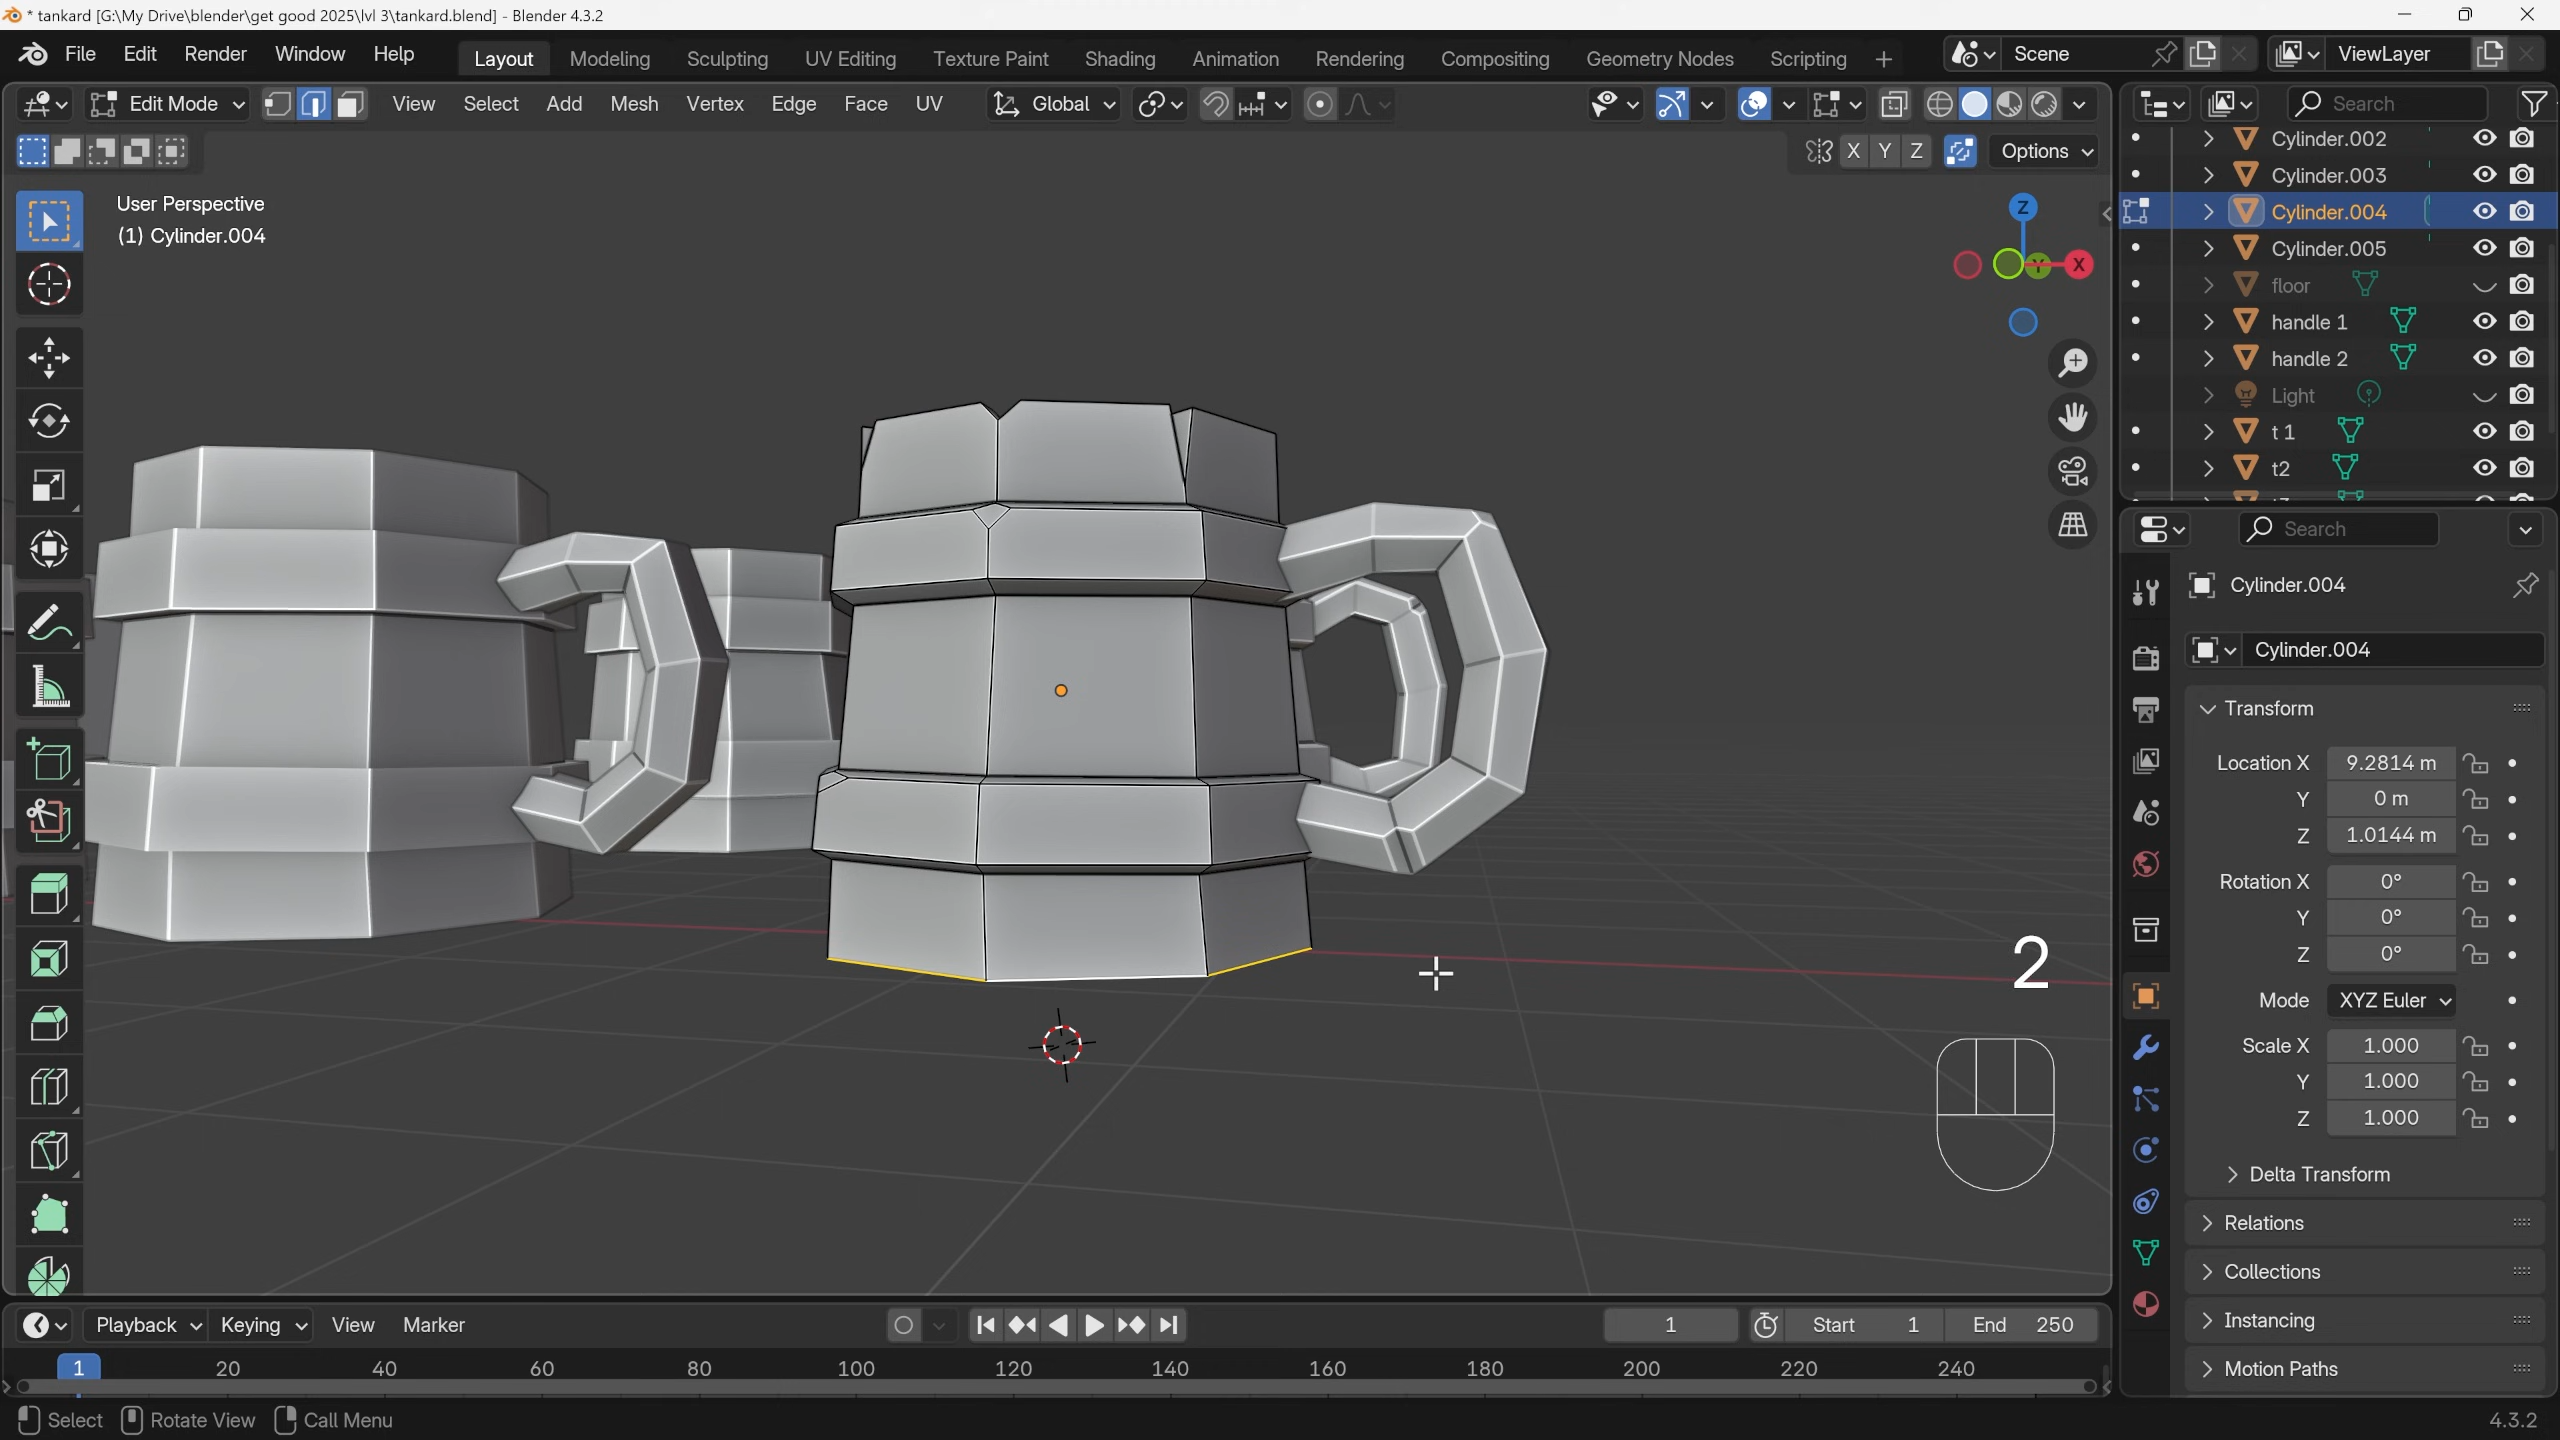 * tankard [G:\My Drive\blender\get good 2025\lvl 3\tankard.blend] - Blender 4.3.2
File Edit Render Window Help
Layout Modeling Sculpting UV Editing Texture Paint Shading Animation Rendering Compositing Geometry Nodes Scripting +
Scene
ViewLayer
Edit Mode
View Select Add Mesh Vertex Edge Face UV
Global
Search
X Y Z
Options
User Perspective
(1) Cylinder.004
Z
Y
X
Cylinder.002
Cylinder.003
Cylinder.004
Cylinder.005
floor
handle 1
handle 2
Light
t 1
t2
Search
Cylinder.004
Cylinder.004
Transform
Location X 9.2814 m
Y 0 m
Z 1.0144 m
Rotation X 0°
Y 0°
Z 0°
Mode XYZ Euler
Scale X 1.000
Y 1.000
Z 1.000
Delta Transform
Relations
Collections
Instancing
Motion Paths
2
Playback Keying View Marker
1
Start 1
End 250
1 20 40 60 80 100 120 140 160 180 200 220 240
Select Rotate View Call Menu
4.3.2